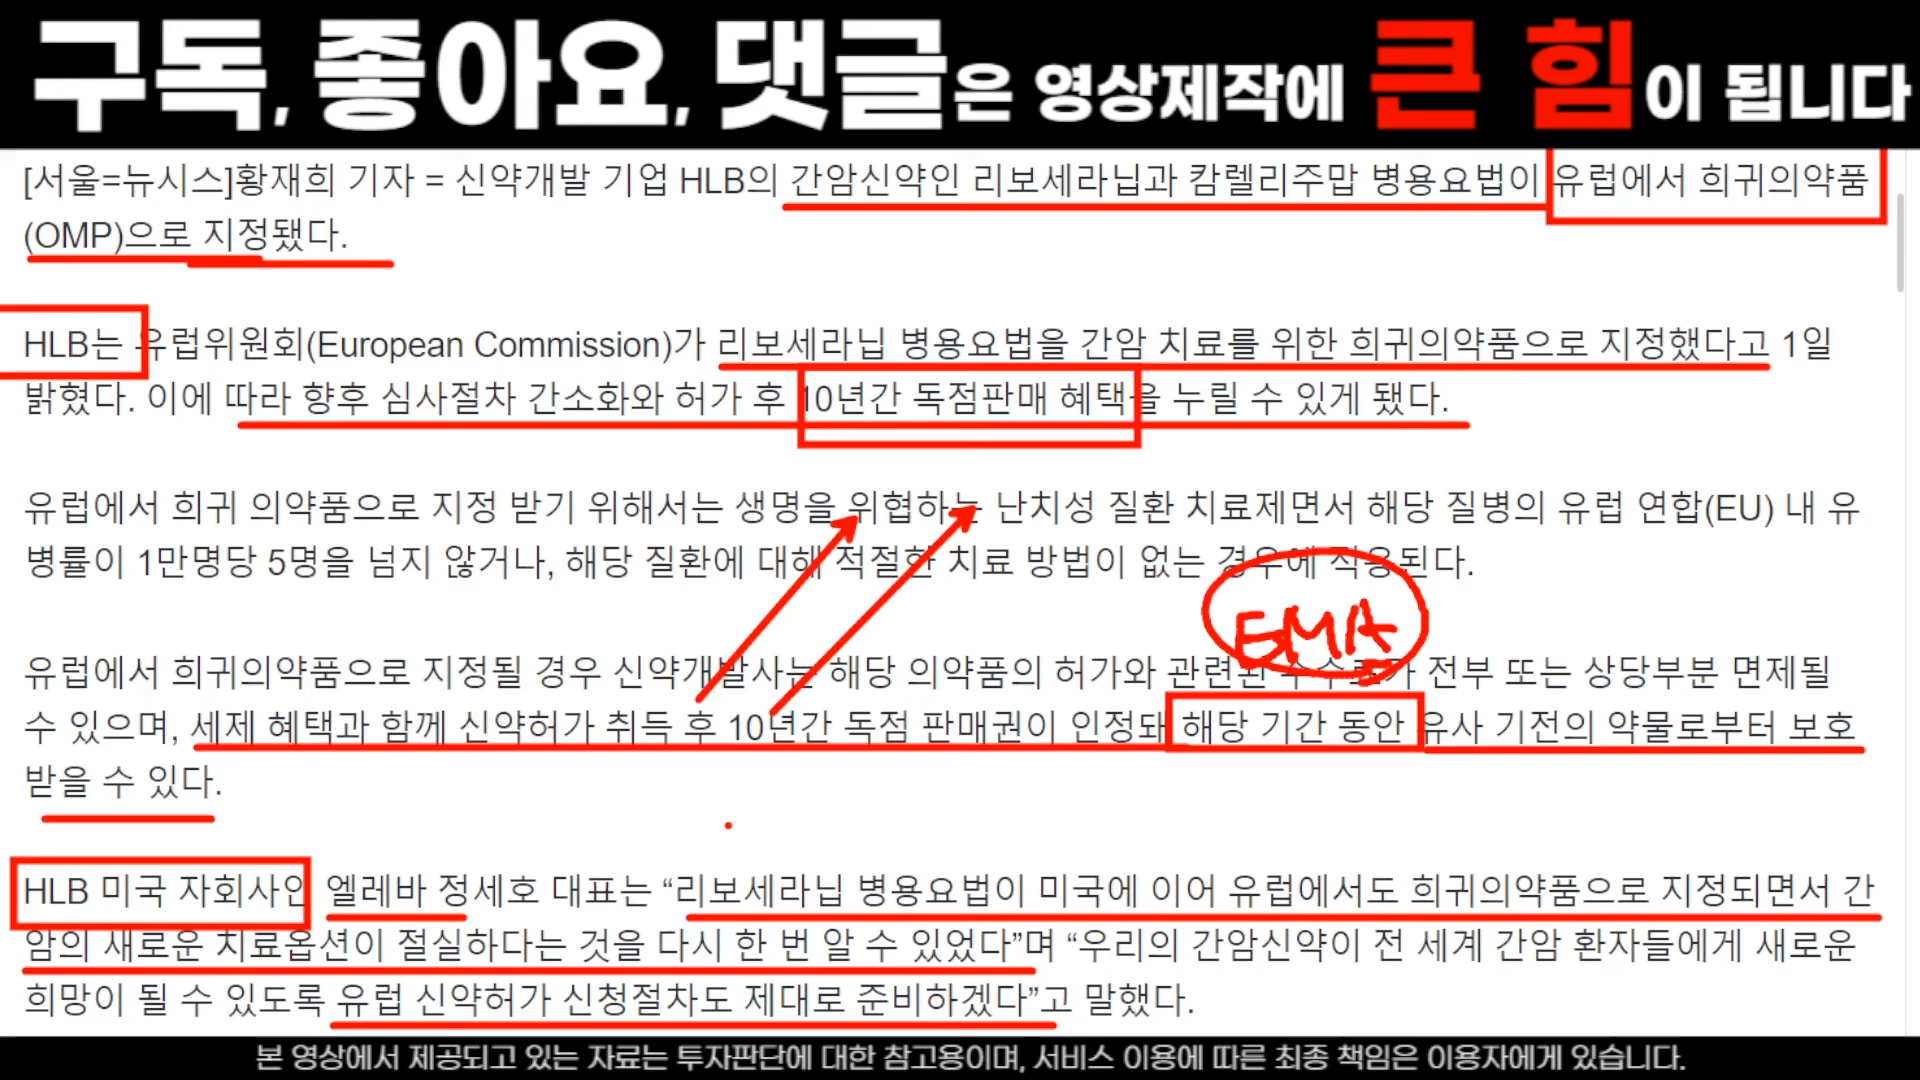 구독, 좋아요, 댓글은 영상제작에 큰 힘이 됩니다
[서울=뉴시스]황재희 기자 = 신약개발 기업 HLB의 간암신약인 리보세라닙과 캄렐리주맙 병용요법이 유럽에서 희귀의약품
(OMP)으로 지정됐다.
HLB는 유럽위원회(European Commission)가 리보세라닙 병용요법을 간암 치료를 위한 희귀의약품으로 지정했다고 1일
밝혔다. 이에 따라 향후 심사절차 간소화와 허가 후 10년간 독점판매 혜택을 누릴 수 있게 됐다.
유럽에서 희귀 의약품으로 지정 받기 위해서는 생명을 위협하는 난치성 질환 치료제면서 해당 질병의 유럽 연합(EU) 내 유
병률이 1만명당 5명을 넘지 않거나, 해당 질환에 대해 적절한 치료 방법이 없는 경우에 적용된다.
EMA
유럽에서 희귀의약품으로 지정될 경우 신약개발사는 해당 의약품의 허가와 관련된 수수료가 전부 또는 상당부분 면제될
수 있으며, 세제 혜택과 함께 신약허가 취득 후 10년간 독점 판매권이 인정돼 해당 기간 동안 유사 기전의 약물로부터 보호
받을 수 있다.
HLB 미국 자회사인 엘레바 정세호 대표는 “리보세라닙 병용요법이 미국에 이어 유럽에서도 희귀의약품으로 지정되면서 간
암의 새로운 치료옵션이 절실하다는 것을 다시 한 번 알 수 있었다”며 “우리의 간암신약이 전 세계 간암 환자들에게 새로운
희망이 될 수 있도록 유럽 신약허가 신청절차도 제대로 준비하겠다”고 말했다.
본 영상에서 제공되고 있는 자료는 투자판단에 대한 참고용이며, 서비스 이용에 따른 최종 책임은 이용자에게 있습니다.